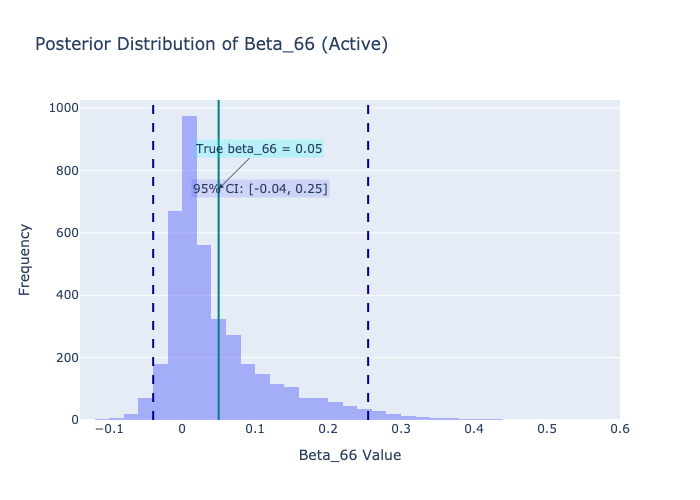 Posterior Distribution of Beta_66 (Active)
1000
True beta_66 = 0.05
800
95% CI: [-0.04, 0.25]
600
400
200
0
Frequency
−0.1 0 0.1 0.2 0.3 0.4 0.5 0.6
Beta_66 Value